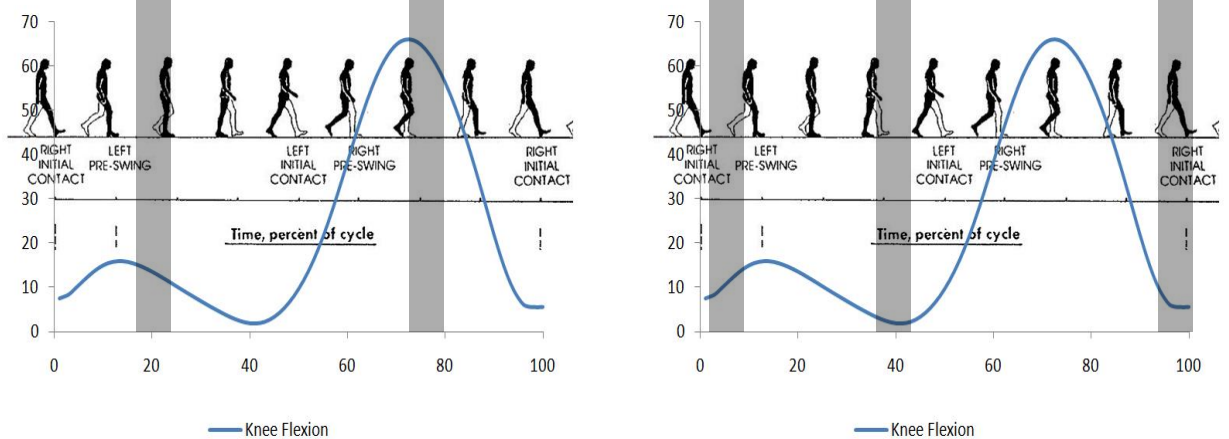 70
60
50
40
30
20
10
0
RIGHT
INITIAL
CONTACT
LEFT
PRE-SWING
LEFT
INITIAL
CONTACT
RIGHT
PRE-SWING
RIGHT
INITIAL
CONTACT
Time, percent of cycle
0 20 40 60 80 100
Knee Flexion
70
60
50
40
30
20
10
0
RIGHT
INITIAL
CONTACT
LEFT
PRE-SWING
LEFT
INITIAL
CONTACT
RIGHT
PRE-SWING
RIGHT
INITIAL
CONTACT
Time, percent of cycle
0 20 40 60 80 100
Knee Flexion